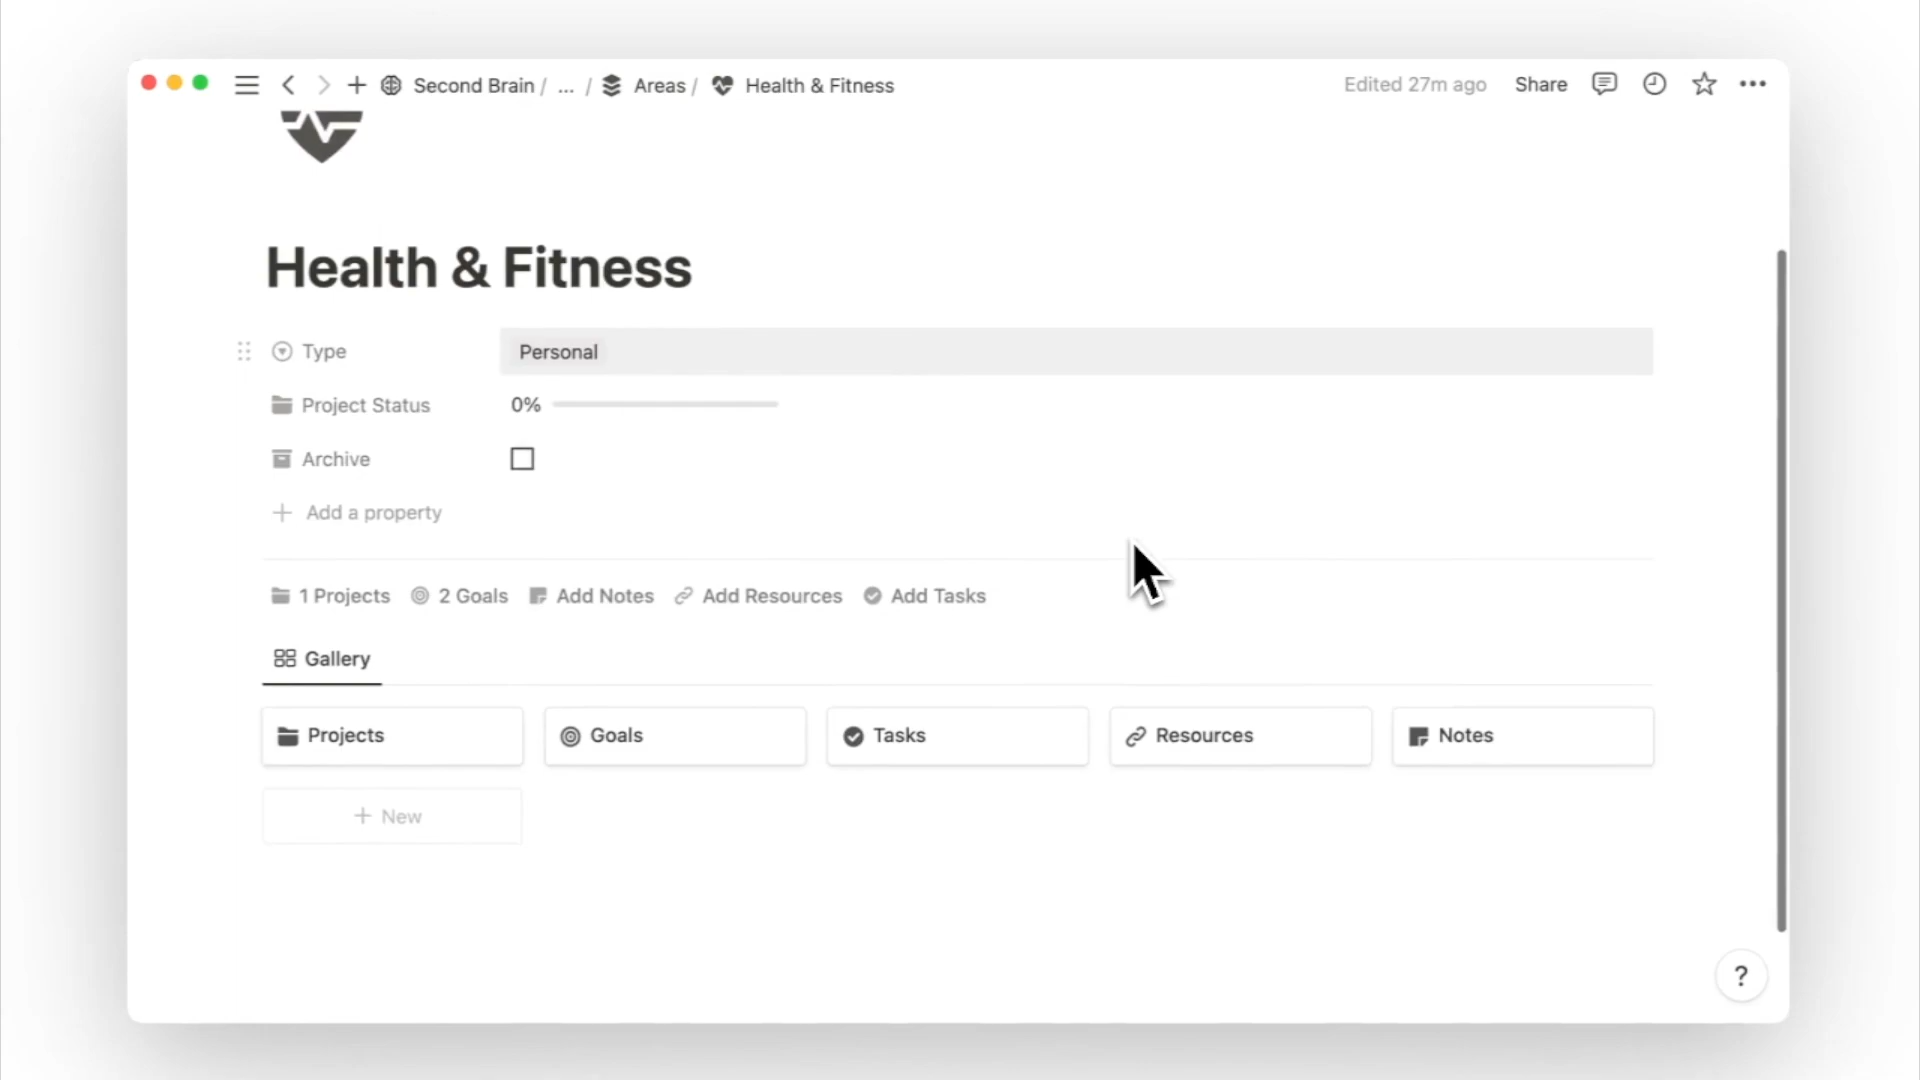 Second Brain / ... / Areas / Health & Fitness Edited 27m ago Share
Health & Fitness
Type Personal
Project Status 0%
Archive
Add a property
1 Projects 2 Goals Add Notes Add Resources Add Tasks
Gallery
Projects Goals Tasks Resources Notes
+ New
?